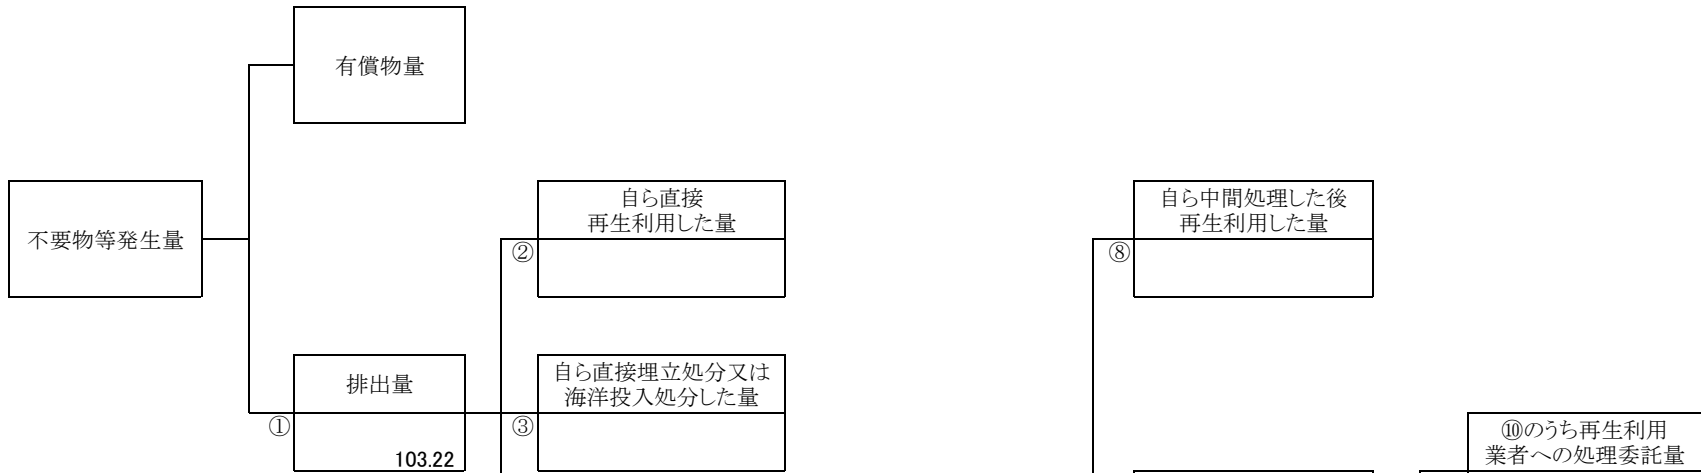 有償物量
不要物等発生量
自ら直接
再生利用した量
②
自ら中間処理した後
再生利用した量
⑧
排出量
①
103.22
自ら直接埋立処分又は
海洋投入処分した量
③
⑩のうち再生利用
業者への処理委託量